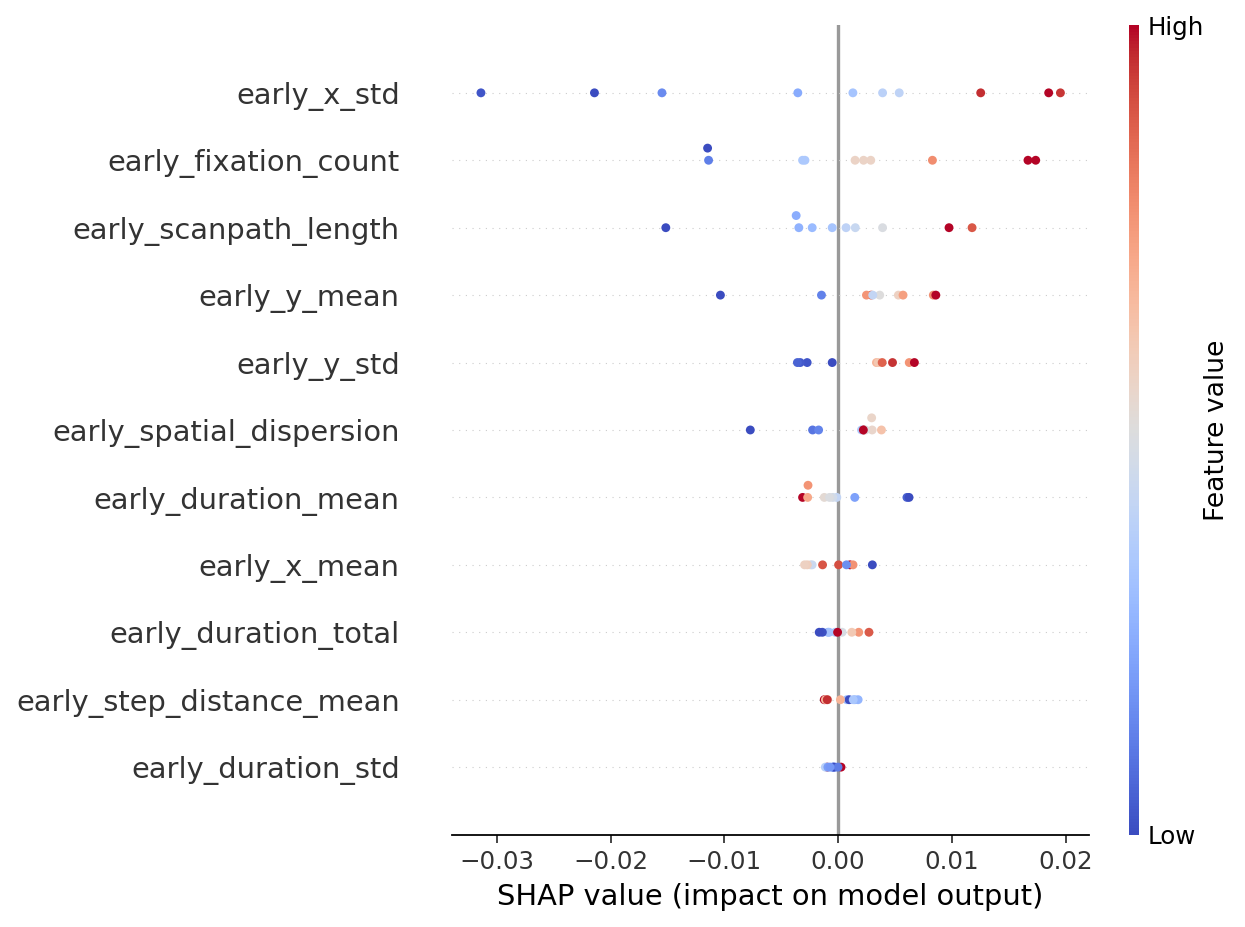 High
early_x_std
early_fixation_count
early_scanpath_length
early_y_mean
early_y_std
early_spatial_dispersion
early_duration_mean
early_x_mean
early_duration_total
early_step_distance_mean
early_duration_std
Feature value
Low
−0.03 −0.02 −0.01 0.00 0.01 0.02
SHAP value (impact on model output)